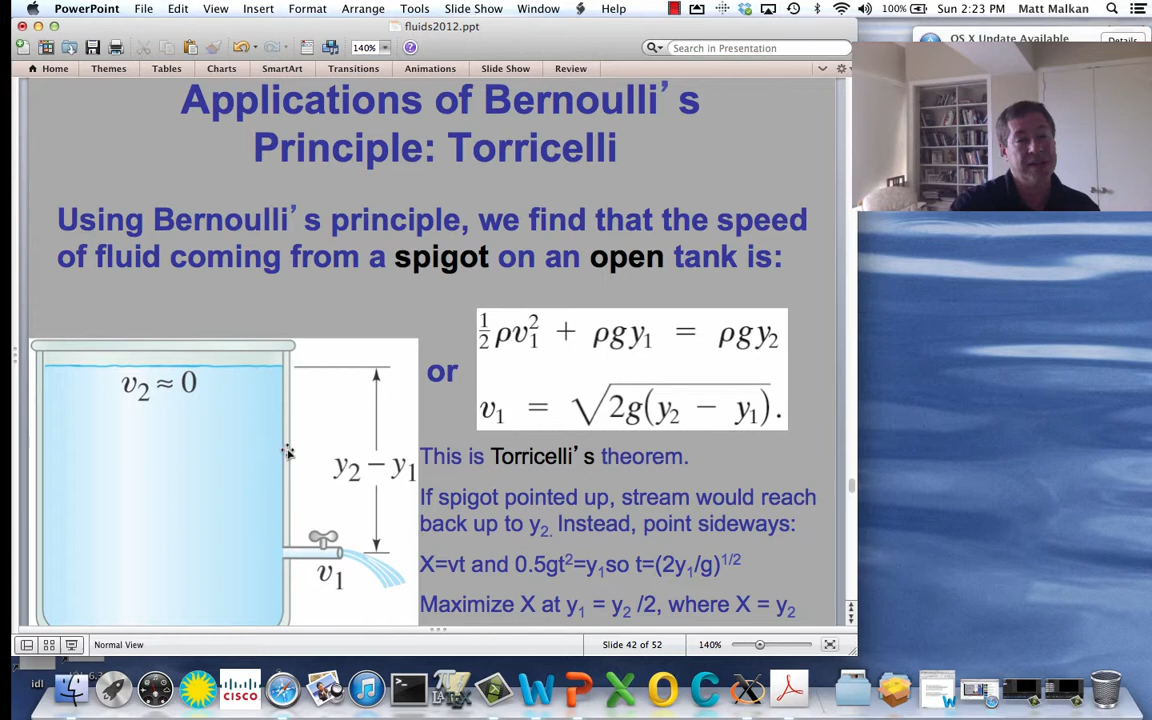 PowerPoint File Edit View Insert Format Arrange Tools Slide Show Window Help 100% Sun 2:23 PM Matt Malkan
fluids2012.ppt
OS X Update Available
140% Search in Presentation
Home Themes Tables Charts SmartArt Transitions Animations Slide Show Review
Applications of Bernoulli's
Principle: Torricelli
Using Bernoulli's principle, we find that the speed
of fluid coming from a spigot on an open tank is:
½ρv₁² + ρgy₁ = ρgy₂
or
v₁ = √2g(y₂ − y₁).
v₂ ≈ 0
y₂ − y₁
v₁
This is Torricelli's theorem.
If spigot pointed up, stream would reach
back up to y₂. Instead, point sideways:
X=vt and 0.5gt²=y₁so t=(2y₁/g)^1/2
Maximize X at y₁ = y₂ /2, where X = y₂
Normal View Slide 42 of 52 140%
idl
CISCO